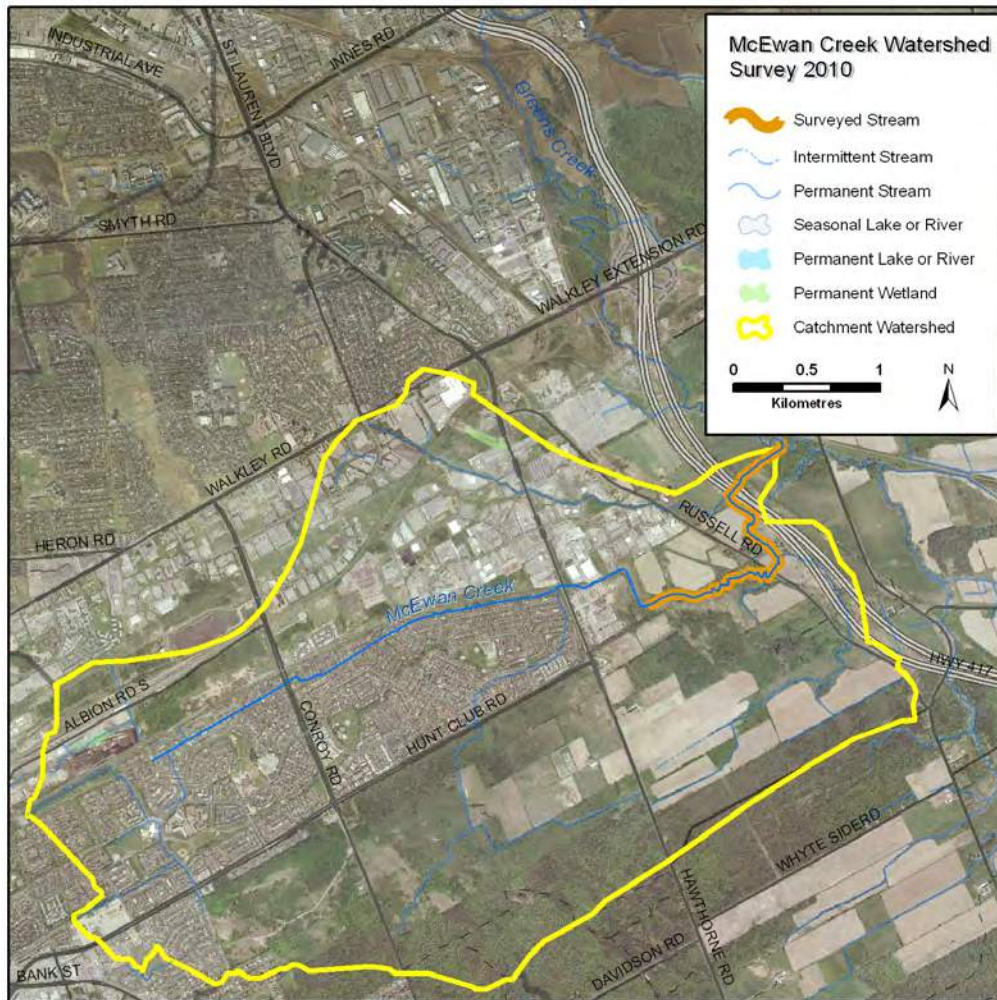 McEwan Creek Watershed
Survey 2010
Surveyed Stream
Intermittent Stream
Permanent Stream
Seasonal Lake or River
Permanent Lake or River
Permanent Wetland
Catchment Watershed
0 0.5 1
Kilometres
N
INDUSTRIAL AVE
ST LAURENT BLVD
INNES RD
Greens Creek
SMYTH RD
WALKLEY EXTENSION RD
WALKLEY RD
HERON RD
RUSSELL RD
McEwan Creek
ALBION RD S
CONROY RD
HUNT CLUB RD
HWY 417
WHYTE SIDERD
HAWTHORNE RD
DAVIDSON RD
BANK ST